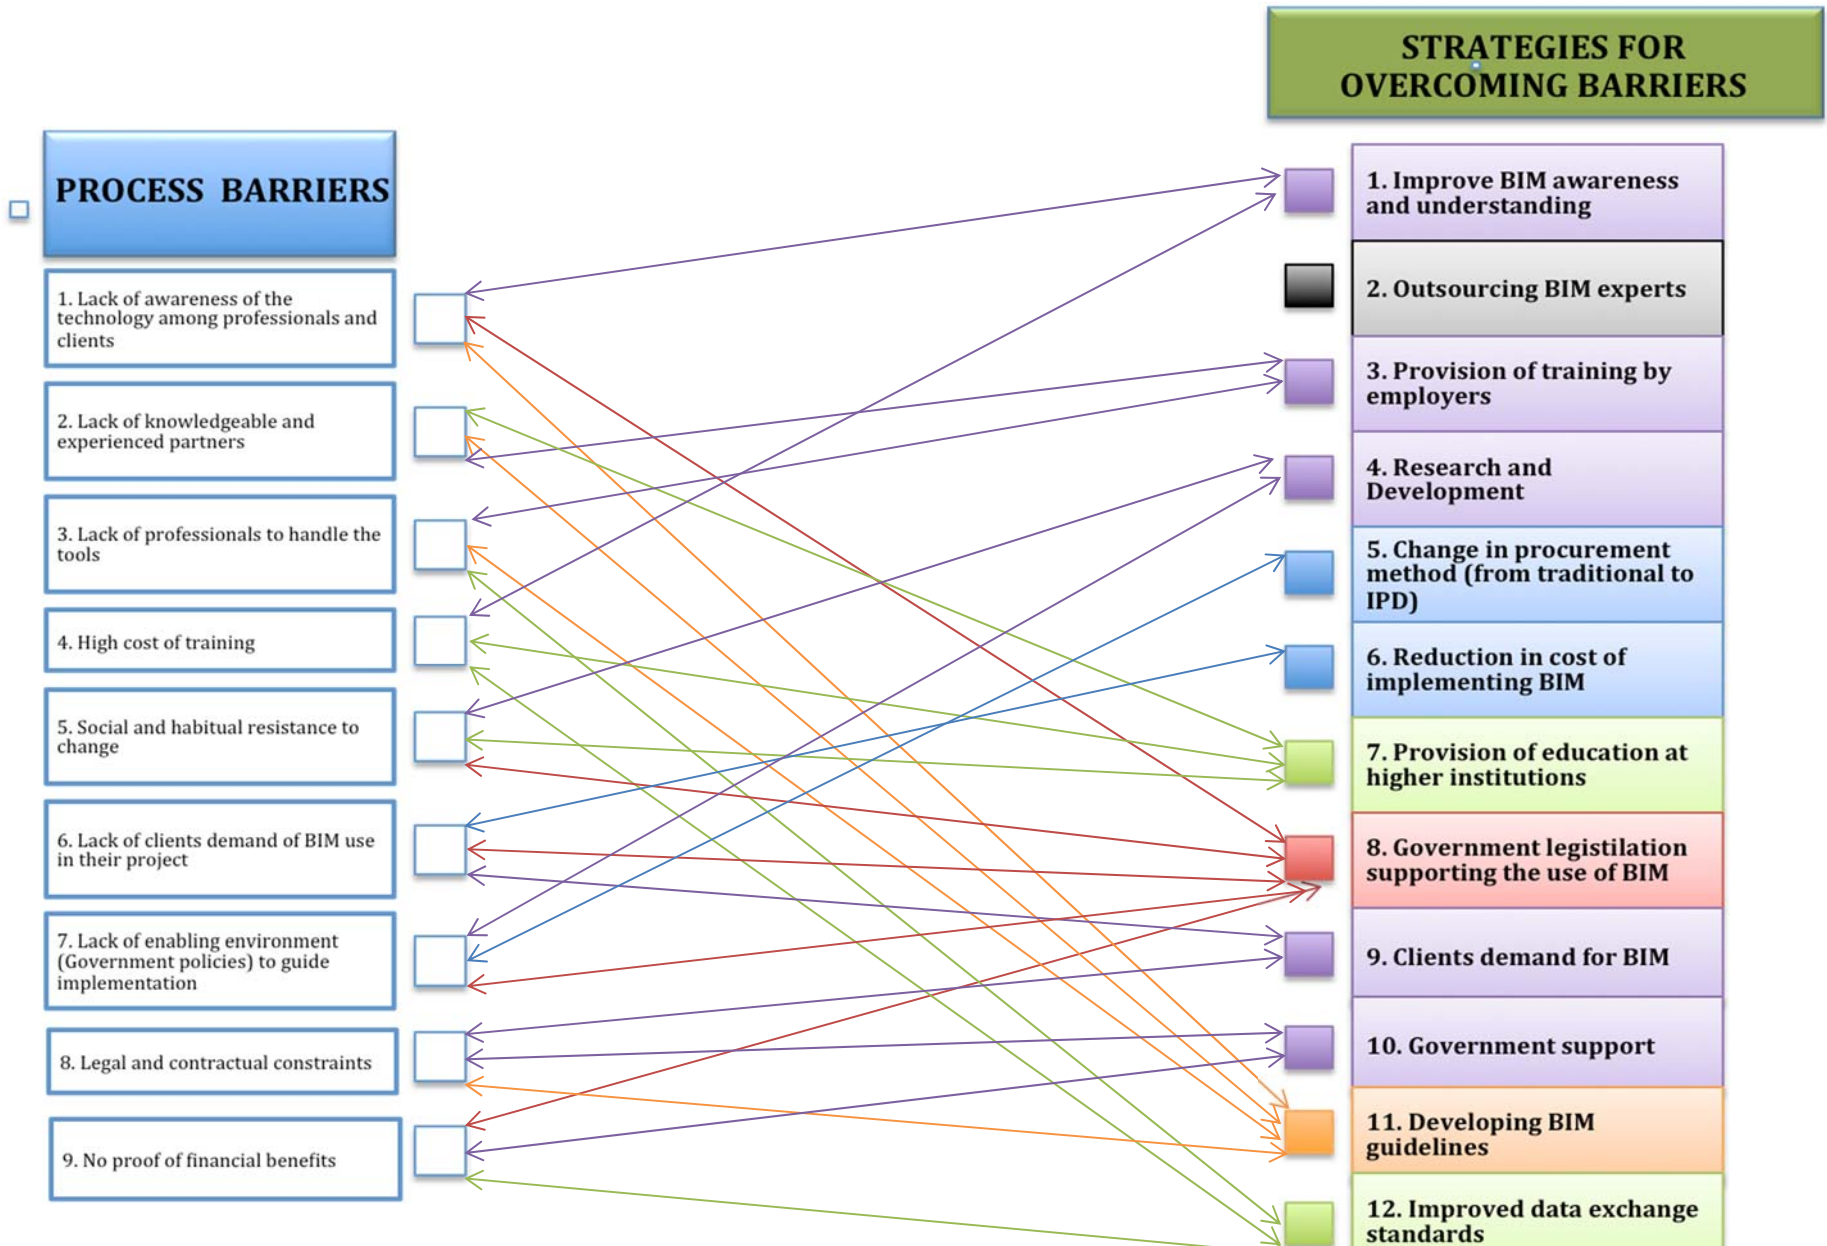 STRATEGIES FOR
OVERCOMING BARRIERS
PROCESS BARRIERS
1. Lack of awareness of the
technology among professionals and
clients
2. Lack of knowledgeable and
experienced partners
3. Lack of professionals to handle the
tools
4. High cost of training
5. Social and habitual resistance to
change
6. Lack of clients demand of BIM use
in their project
7. Lack of enabling environment
(Government policies) to guide
implementation
8. Legal and contractual constraints
9. No proof of financial benefits
1. Improve BIM awareness
and understanding
2. Outsourcing BIM experts
3. Provision of training by
employers
4. Research and
Development
5. Change in procurement
method (from traditional to
IPD)
6. Reduction in cost of
implementing BIM
7. Provision of education at
higher institutions
8. Government legistilation
supporting the use of BIM
9. Clients demand for BIM
10. Government support
11. Developing BIM
guidelines
12. Improved data exchange
standards